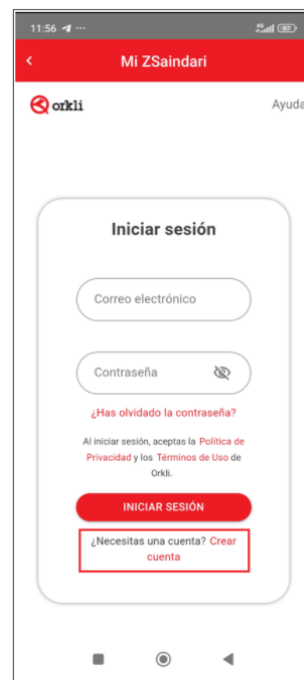 11:56
Mi ZSaindari
orkli
Ayuda
Iniciar sesión
Correo electrónico
Contraseña
¿Has olvidado la contraseña?
Al iniciar sesión, aceptas la Política de
Privacidad y los Términos de Uso de
Orkli.
INICIAR SESIÓN
¿Necesitas una cuenta? Crear
cuenta